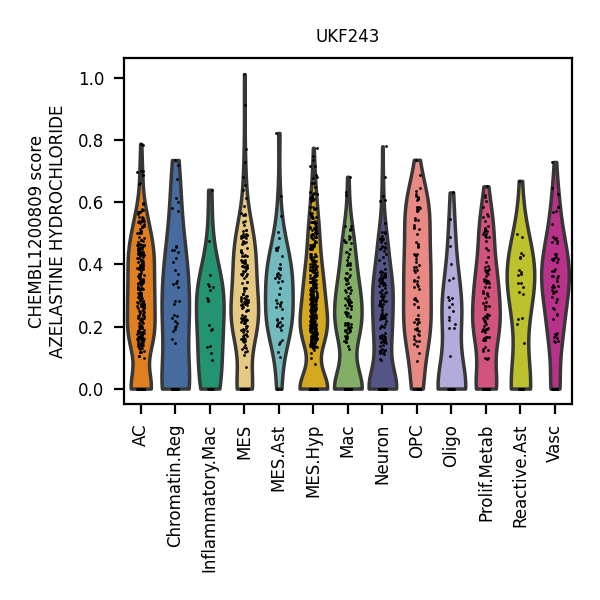 UKF243
CHEMBL1200809 score
AZELASTINE HYDROCHLORIDE
1.0
0.8
0.6
0.4
0.2
0.0
AC
Chromatin.Reg
Inflammatory.Mac
MES
MES.Ast
MES.Hyp
Mac
Neuron
OPC
Oligo
Prolif.Metab
Reactive.Ast
Vasc